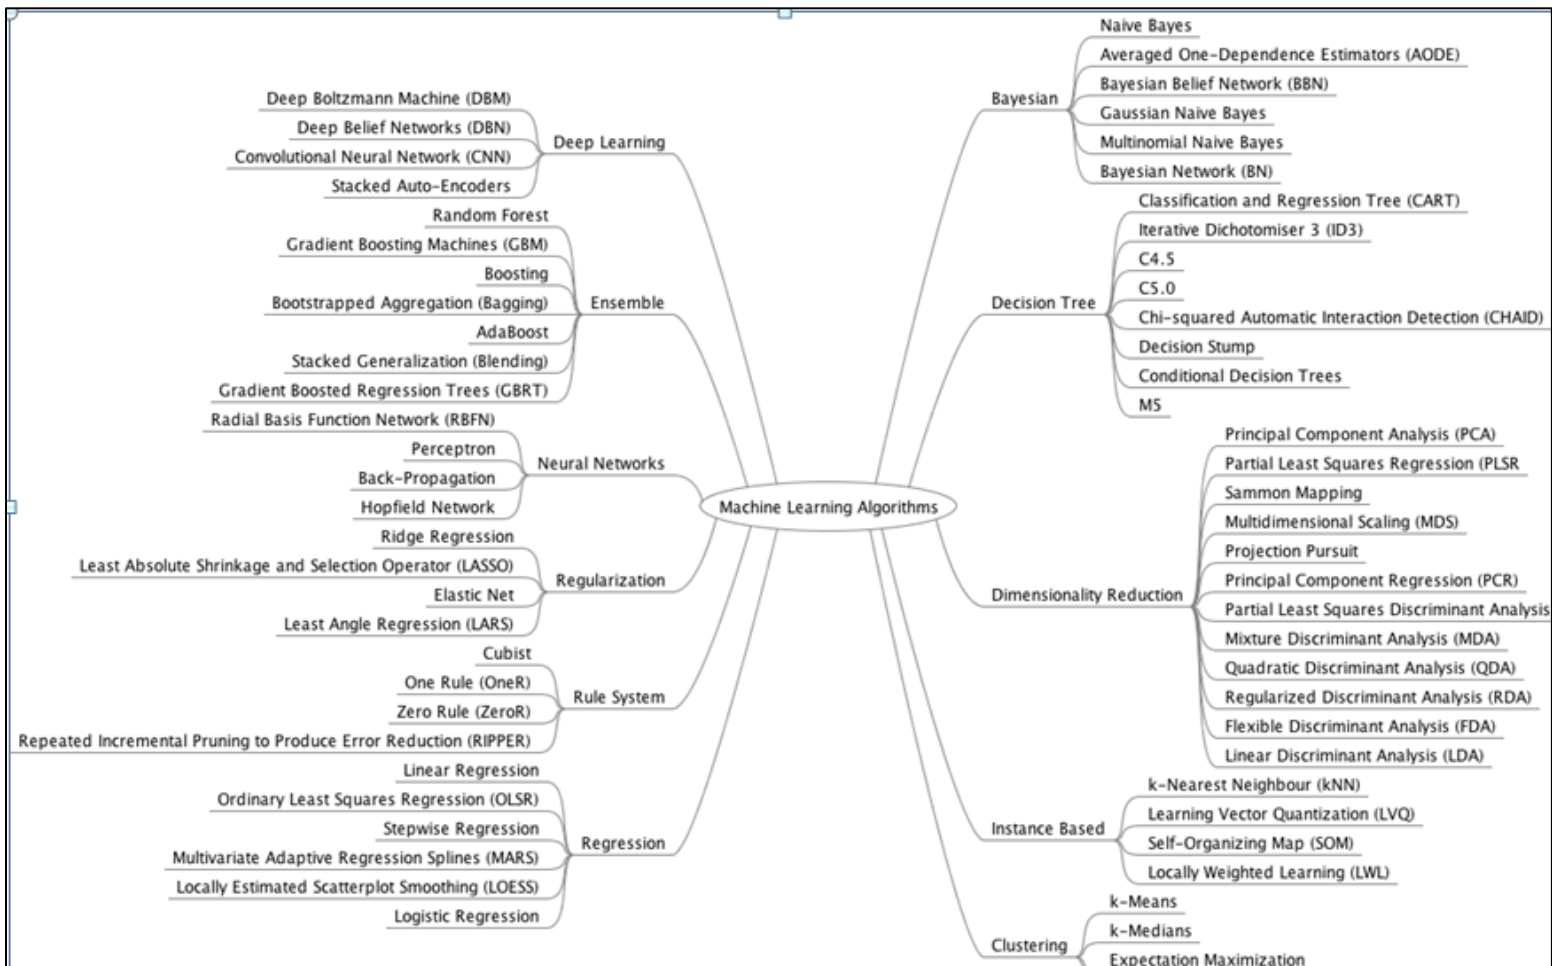 Machine Learning Algorithms
Deep Learning
Deep Boltzmann Machine (DBM)
Deep Belief Networks (DBN)
Convolutional Neural Network (CNN)
Stacked Auto-Encoders
Ensemble
Random Forest
Gradient Boosting Machines (GBM)
Boosting
Bootstrapped Aggregation (Bagging)
AdaBoost
Stacked Generalization (Blending)
Gradient Boosted Regression Trees (GBRT)
Neural Networks
Radial Basis Function Network (RBFN)
Perceptron
Back-Propagation
Hopfield Network
Regularization
Ridge Regression
Least Absolute Shrinkage and Selection Operator (LASSO)
Elastic Net
Least Angle Regression (LARS)
Rule System
Cubist
One Rule (OneR)
Zero Rule (ZeroR)
Repeated Incremental Pruning to Produce Error Reduction (RIPPER)
Regression
Linear Regression
Ordinary Least Squares Regression (OLSR)
Stepwise Regression
Multivariate Adaptive Regression Splines (MARS)
Locally Estimated Scatterplot Smoothing (LOESS)
Logistic Regression
Bayesian
Naive Bayes
Averaged One-Dependence Estimators (AODE)
Bayesian Belief Network (BBN)
Gaussian Naive Bayes
Multinomial Naive Bayes
Bayesian Network (BN)
Decision Tree
Classification and Regression Tree (CART)
Iterative Dichotomiser 3 (ID3)
C4.5
C5.0
Chi-squared Automatic Interaction Detection (CHAID)
Decision Stump
Conditional Decision Trees
M5
Dimensionality Reduction
Principal Component Analysis (PCA)
Partial Least Squares Regression (PLSR
Sammon Mapping
Multidimensional Scaling (MDS)
Projection Pursuit
Principal Component Regression (PCR)
Partial Least Squares Discriminant Analysis
Mixture Discriminant Analysis (MDA)
Quadratic Discriminant Analysis (QDA)
Regularized Discriminant Analysis (RDA)
Flexible Discriminant Analysis (FDA)
Linear Discriminant Analysis (LDA)
Instance Based
k-Nearest Neighbour (kNN)
Learning Vector Quantization (LVQ)
Self-Organizing Map (SOM)
Locally Weighted Learning (LWL)
Clustering
k-Means
k-Medians
Expectation Maximization